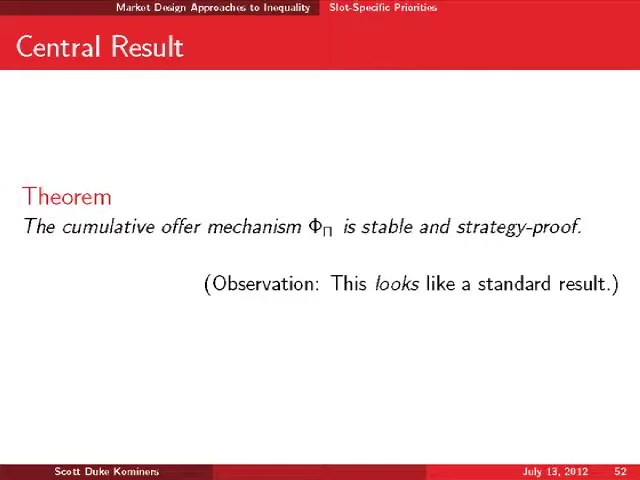 Market Design Approaches to Inequality Slot-Specific Priorities
Central Result
Theorem
The cumulative offer mechanism Φ_Π is stable and strategy-proof.
(Observation: This looks like a standard result.)
Scott Duke Kominers July 13, 2012 52